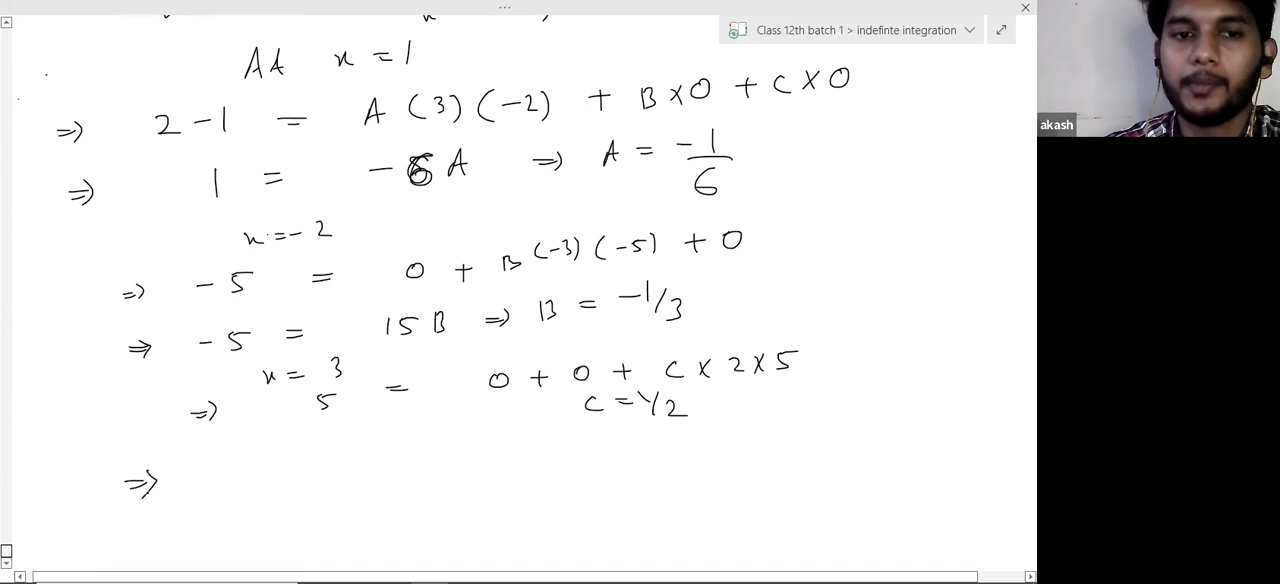 Class 12th batch 1 > indefinte integration
At x = 1
=> 2 - 1 = A (3) (-2) + B × 0 + C × 0
=> 1 = - 6 A => A = -1/6
x = - 2
=> - 5 = 0 + B (-3) (-5) + 0
=> - 5 = 15 B => B = -1/3
x = 3
=> 5 = 0 + 0 + C × 2 × 5
C = 1/2
=>
akash